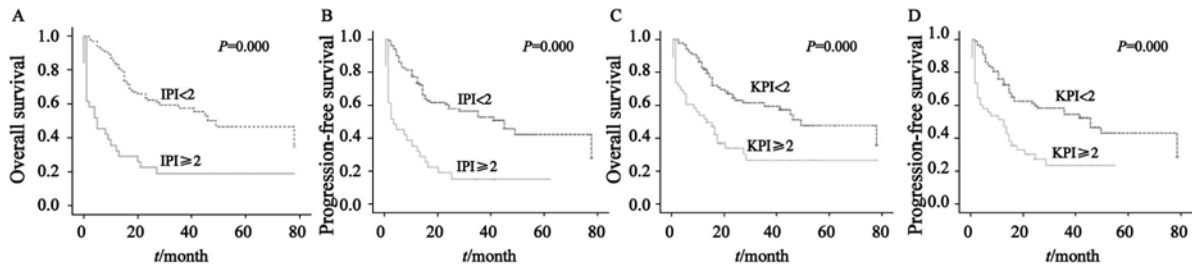 A
Overall survival
1.0
0.8
0.6
0.4
0.2
0.0
P=0.000
IPI<2
IPI⩾2
0 20 40 60 80
t/month
B
Progression-free survival
1.0
0.8
0.6
0.4
0.2
0.0
P=0.000
IPI<2
IPI⩾2
0 20 40 60 80
t/month
C
Overall survival
1.0
0.8
0.6
0.4
0.2
0.0
P=0.000
KPI<2
KPI⩾2
0 20 40 60 80
t/month
D
Progression-free survival
1.0
0.8
0.6
0.4
0.2
0.0
P=0.000
KPI<2
KPI⩾2
0 20 40 60 80
t/month